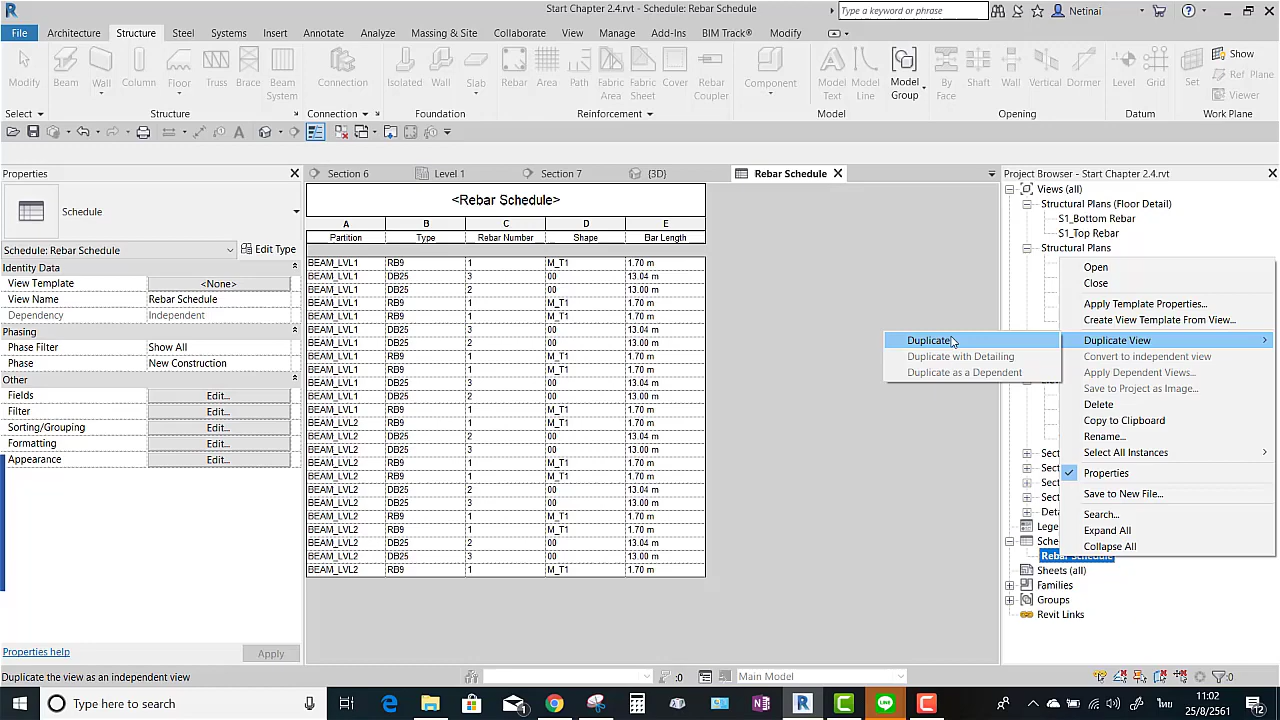 Start Chapter 2.4.rvt - Schedule: Rebar Schedule
Type a keyword or phrase
Netinai
File Architecture Structure Steel Systems Insert Annotate Analyze Massing & Site Collaborate View Manage Add-Ins BIM Track® Modify
Modify Beam Wall Column Floor Truss Brace Beam System Connection Isolated Wall Slab Rebar Area Path Fabric Area Fabric Sheet Cover Rebar Coupler Component Model Text Model Line Model Group By Face Shaft Wall Vertical Dormer Level Grid Set Show Ref Plane Viewer
Select Structure Connection Foundation Reinforcement Model Opening Datum Work Plane
Properties
Section 6 Level 1 Section 7 {3D} Rebar Schedule
Project Browser - Start Chapter 2.4.rvt
Schedule
Schedule: Rebar Schedule
Edit Type
Identity Data
View Template <None>
View Name Rebar Schedule
Dependency Independent
Phasing
Phase Filter Show All
Phase New Construction
Other
Fields Edit...
Filter Edit...
Sorting/Grouping Edit...
Formatting Edit...
Appearance Edit...
Properties help
Apply
<Rebar Schedule>
A B C D E
Partition Type Rebar Number Shape Bar Length
BEAM_LVL1 RB9 1 M_T1 1.70 m
BEAM_LVL1 DB25 3 00 13.04 m
BEAM_LVL1 DB25 2 00 13.00 m
BEAM_LVL1 RB9 1 M_T1 1.70 m
BEAM_LVL1 RB9 1 M_T1 1.70 m
BEAM_LVL1 DB25 3 00 13.04 m
BEAM_LVL1 DB25 2 00 13.00 m
BEAM_LVL1 RB9 1 M_T1 1.70 m
BEAM_LVL1 RB9 1 M_T1 1.70 m
BEAM_LVL1 DB25 3 00 13.04 m
BEAM_LVL1 DB25 2 00 13.00 m
BEAM_LVL1 RB9 1 M_T1 1.70 m
BEAM_LVL2 RB9 1 M_T1 1.70 m
BEAM_LVL2 DB25 2 00 13.04 m
BEAM_LVL2 DB25 3 00 13.00 m
BEAM_LVL2 RB9 1 M_T1 1.70 m
BEAM_LVL2 RB9 1 M_T1 1.70 m
BEAM_LVL2 DB25 2 00 13.04 m
BEAM_LVL2 DB25 3 00 13.00 m
BEAM_LVL2 RB9 1 M_T1 1.70 m
BEAM_LVL2 RB9 1 M_T1 1.70 m
BEAM_LVL2 DB25 2 00 13.04 m
BEAM_LVL2 DB25 3 00 13.00 m
BEAM_LVL2 RB9 1 M_T1 1.70 m
Duplicate
Duplicate with Detailing
Duplicate as a Dependent
Views (all)
Structural Plans (Floor Detail)
S1_Bottom Rebar
S1_Top Rebar
Structural Plans
Open
Close
Apply Template Properties...
Create View Template From View...
Duplicate View
Convert to independent view
Apply Dependent Views...
Save to Project as Image...
Delete
Copy to Clipboard
Rename...
Select All Instances
Properties
Save to New File...
Search...
Expand All
Collapse All
Rebar Schedule
Sheets (all)
Families
Groups
Revit Links
Duplicate the view as an independent view
:0
Main Model
:0
Type here to search
11:02
25/8/2561